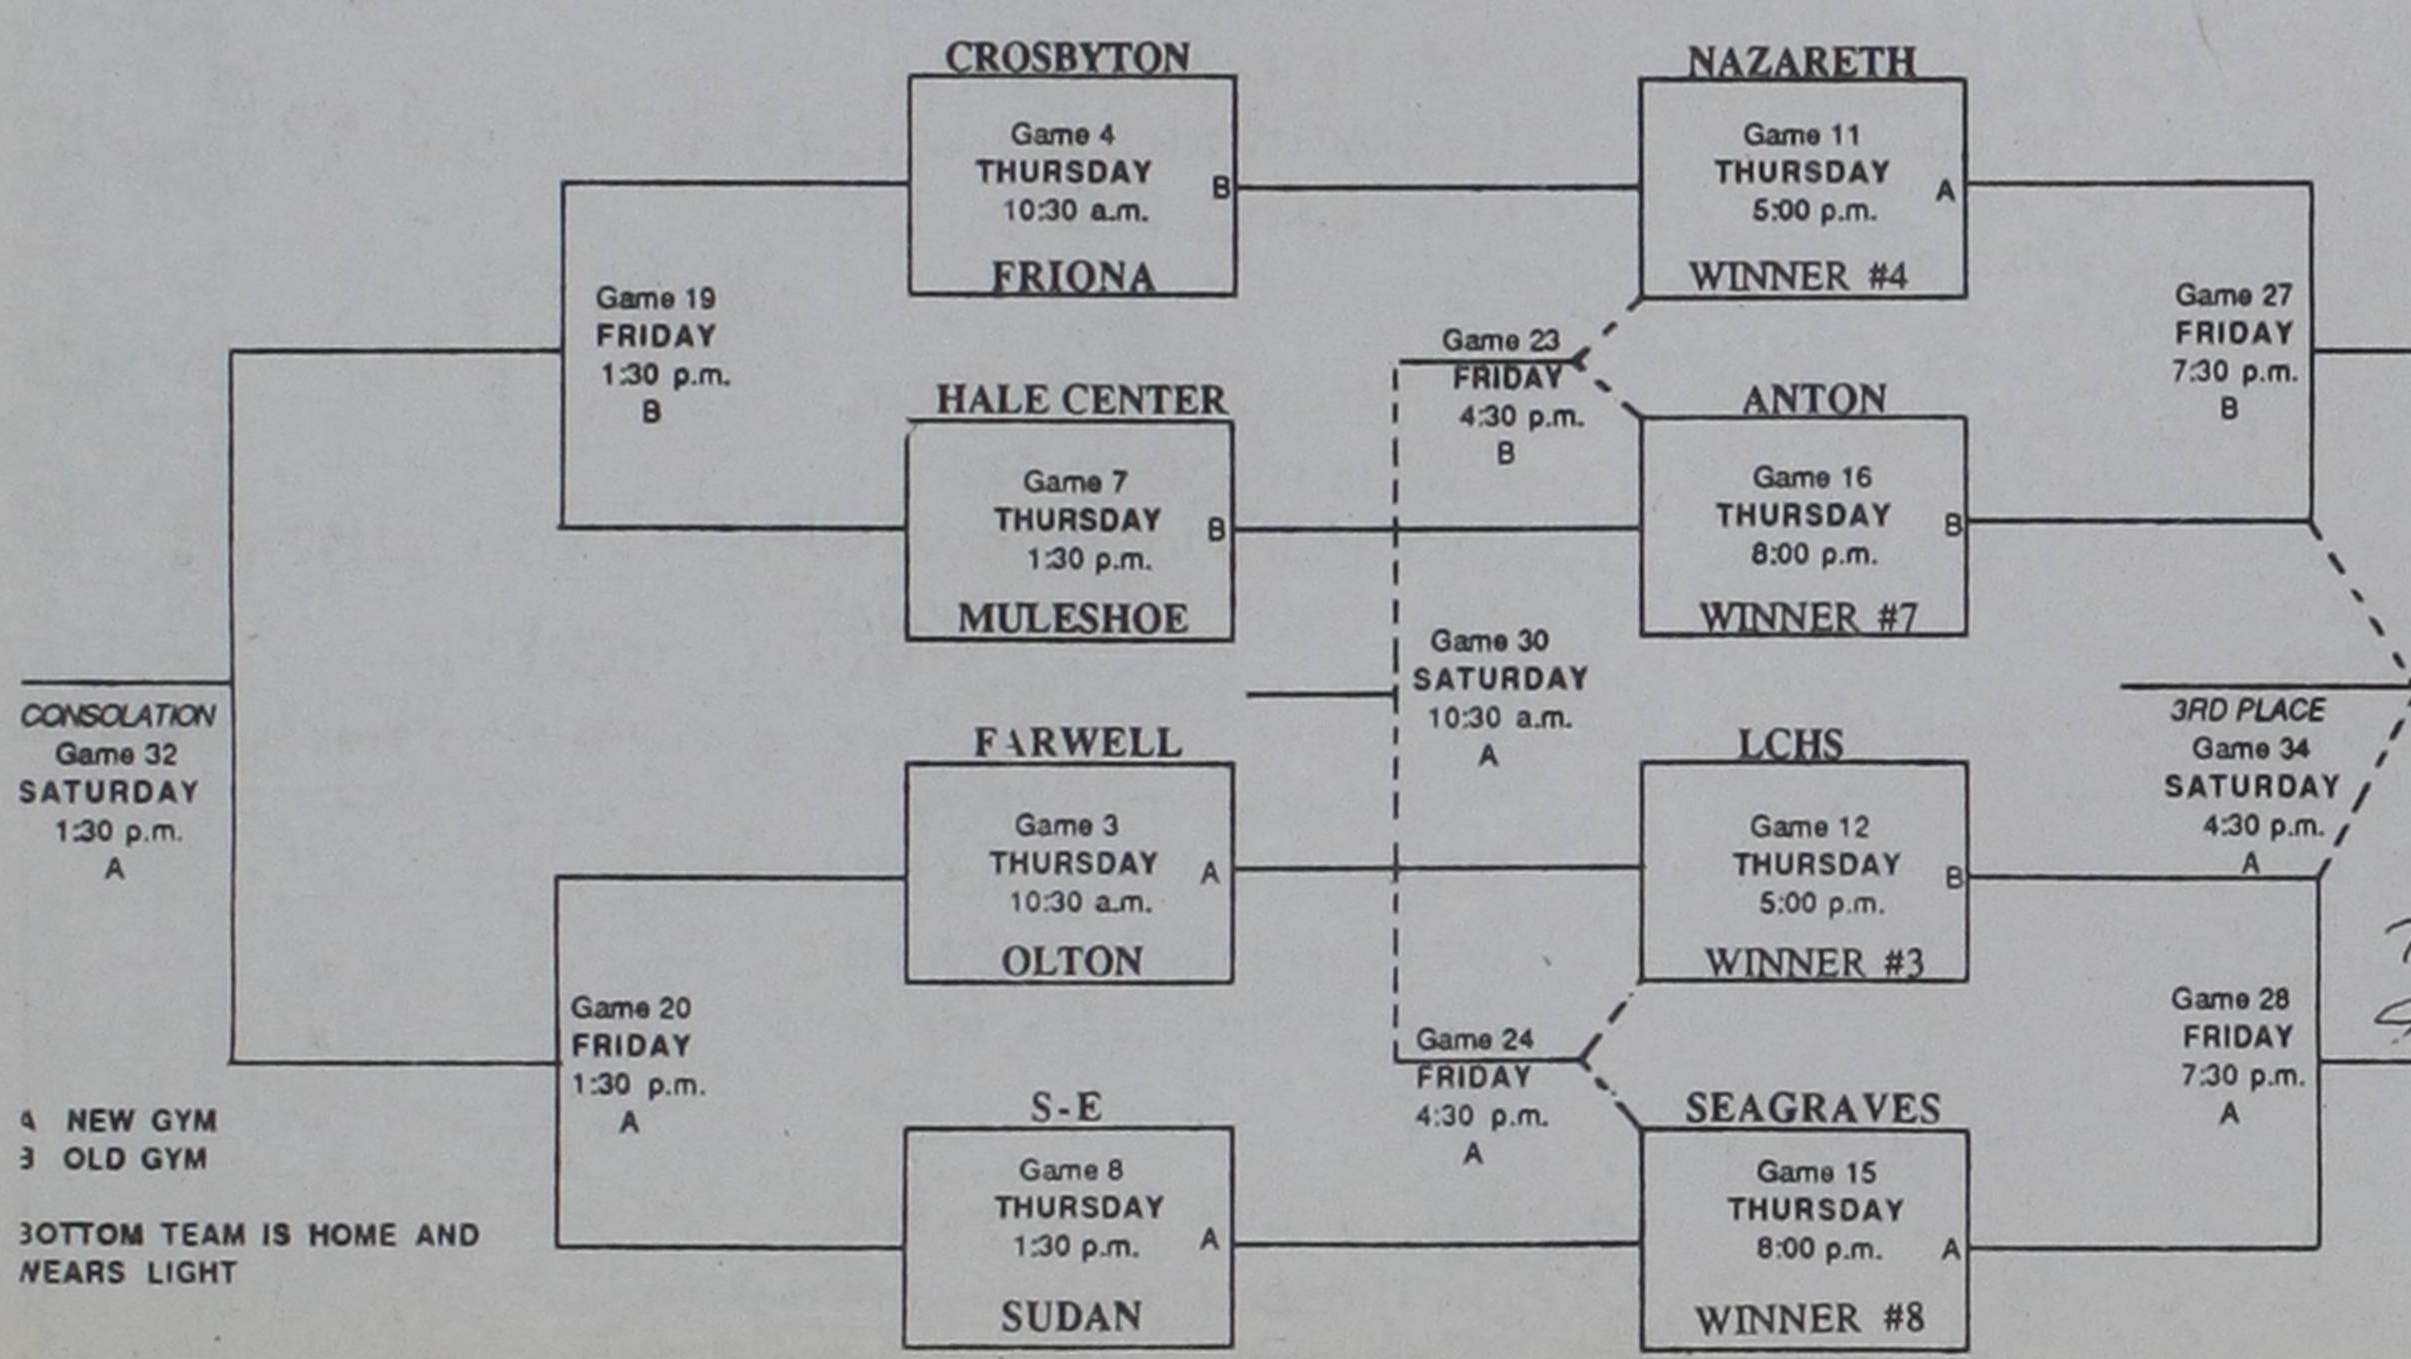 CROSBYTON
Game 4
THURSDAY
10:30 a.m.
B
FRIONA
NAZARETH
Game 11
THURSDAY
5:00 p.m.
A
WINNER #4
Game 19
FRIDAY
1:30 p.m.
B
Game 23
FRIDAY
4:30 p.m.
B
Game 27
FRIDAY
7:30 p.m.
B
HALE CENTER
Game 7
THURSDAY
1:30 p.m.
B
MULESHOE
ANTON
Game 16
THURSDAY
8:00 p.m.
B
WINNER #7
CONSOLATION
Game 32
SATURDAY
1:30 p.m.
A
Game 30
SATURDAY
10:30 a.m.
A
3RD PLACE
Game 34
SATURDAY
4:30 p.m.
A
FARWELL
Game 3
THURSDAY
10:30 a.m.
A
OLTON
LCHS
Game 12
THURSDAY
5:00 p.m.
B
WINNER #3
Game 20
FRIDAY
1:30 p.m.
A
Game 24
FRIDAY
4:30 p.m.
A
Game 28
FRIDAY
7:30 p.m.
A
S-E
Game 8
THURSDAY
1:30 p.m.
A
SUDAN
SEAGRAVES
Game 15
THURSDAY
8:00 p.m.
A
WINNER #8
A NEW GYM
B OLD GYM
BOTTOM TEAM IS HOME AND
WEARS LIGHT